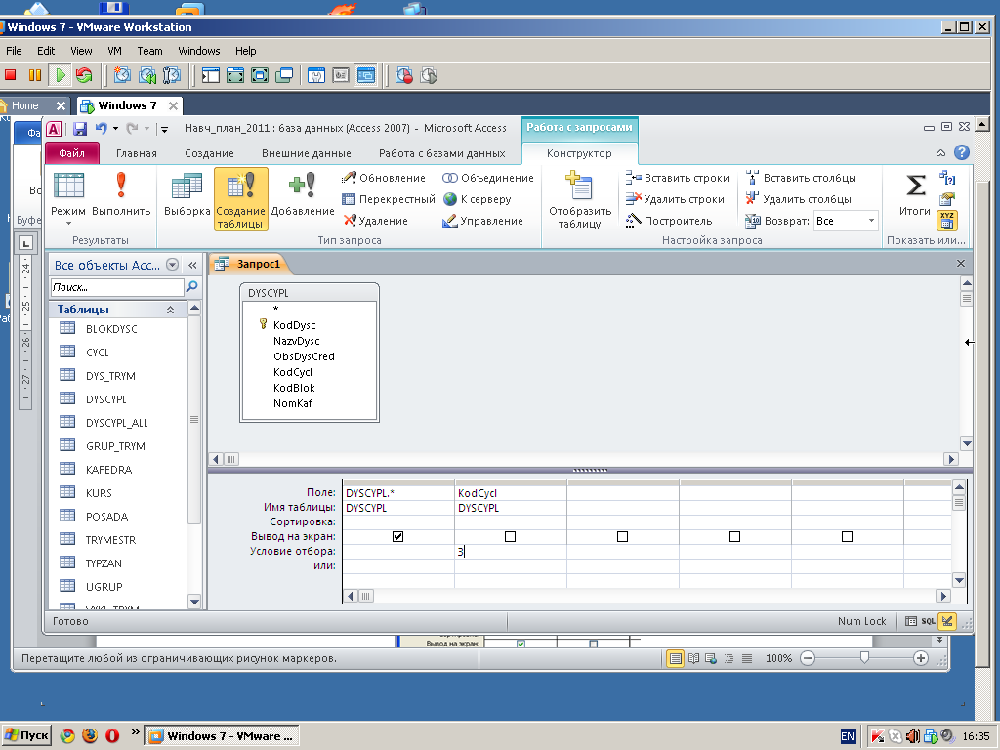 Windows 7 - VMware Workstation
File Edit View VM Team Windows Help
Home Windows 7
Навч_план_2011 : база данных (Access 2007) - Microsoft Access
Работа с запросами
Файл Главная Создание Внешние данные Работа с базами данных Конструктор
Режим
Выполнить
Результаты
Выборка
Создание таблицы
Добавление
Обновление
Перекрестный
Удаление
Объединение
К серверу
Управление
Тип запроса
Отобразить таблицу
Вставить строки
Удалить строки
Построитель
Вставить столбцы
Удалить столбцы
Возврат: Все
Настройка запроса
Итоги
Показать или...
Все объекты Acc...
Поиск...
Таблицы
BLOKDYSC
CYCL
DYS_TRYM
DYSCYPL
DYSCYPL_ALL
GRUP_TRYM
KAFEDRA
KURS
POSADA
TRYMESTR
TYPZAN
UGRUP
Запрос1
DYSCYPL
*
KodDysc
NazvDysc
ObsDysCred
KodCycl
KodBlok
NomKaf
Поле: DYSCYPL.* KodCycl
Имя таблицы: DYSCYPL DYSCYPL
Сортировка:
Вывод на экран:
Условие отбора: 3
или:
Готово Num Lock SQL
Вывод на экран:
Перетащите любой из ограничивающих рисунок маркеров. 100%
Пуск Windows 7 - VMware ... EN 16:35